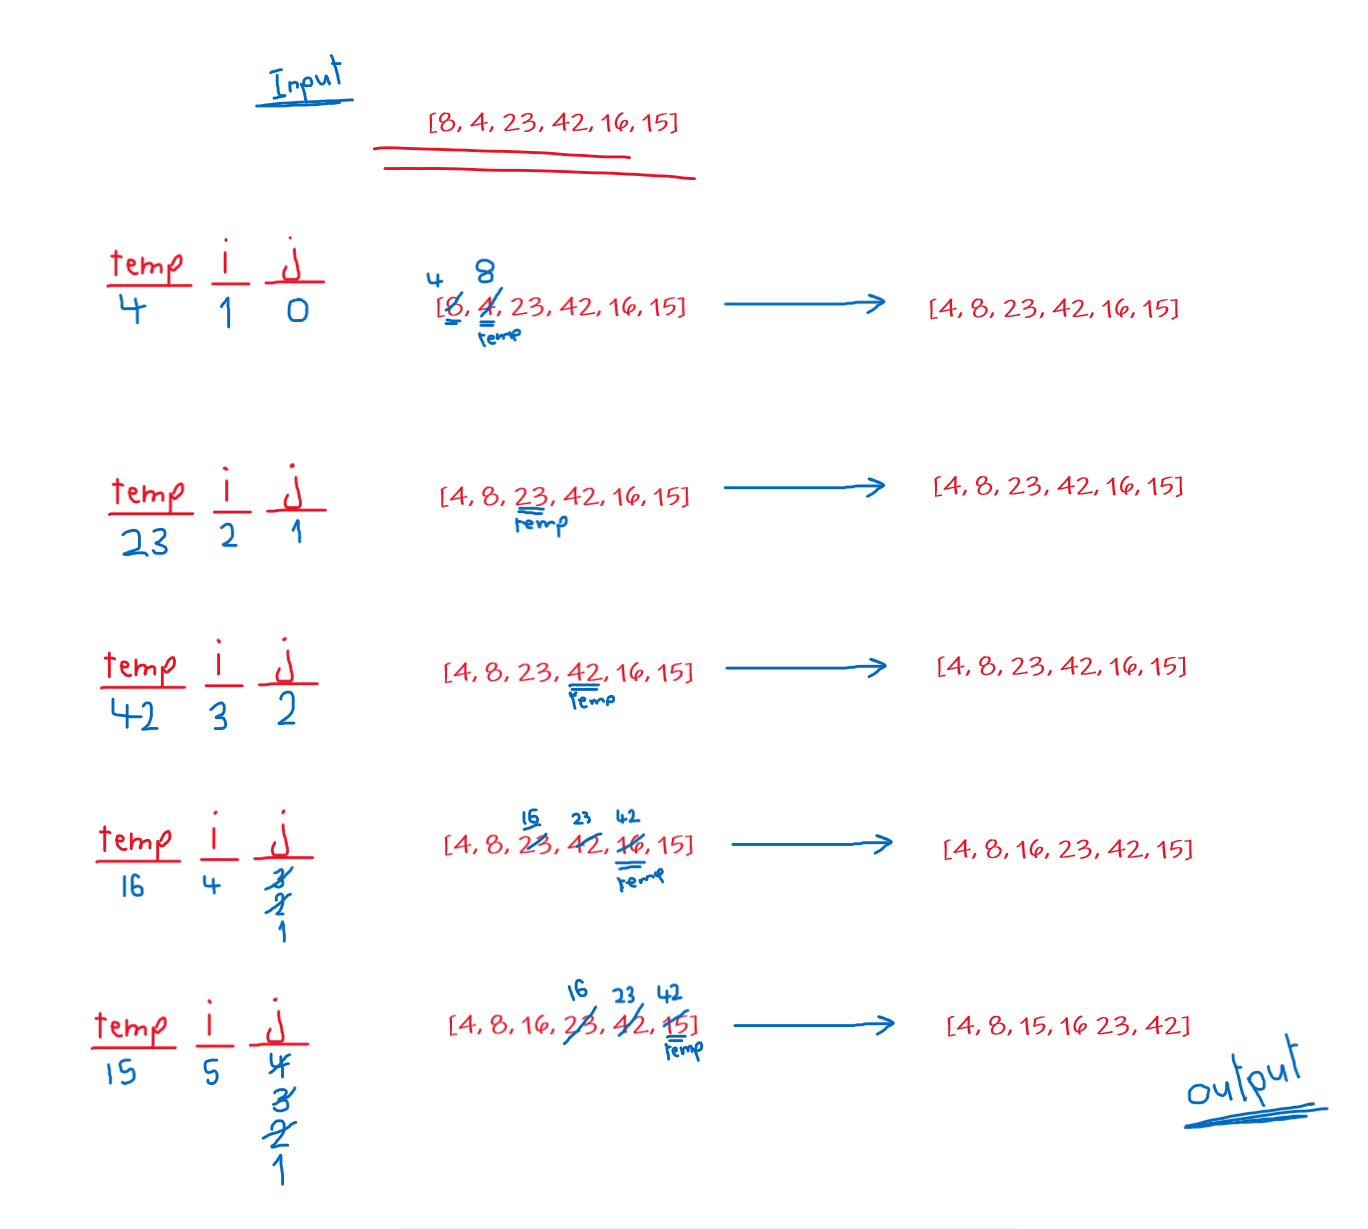 Input
[8, 4, 23, 42, 16, 15]
temp i j
4 8
4 1 0
[8, 4, 23, 42, 16, 15]
[4, 8, 23, 42, 16, 15]
temp
temp i j
23 2 1
[4, 8, 23, 42, 16, 15]
[4, 8, 23, 42, 16, 15]
temp
temp i j
42 3 2
[4, 8, 23, 42, 16, 15]
[4, 8, 23, 42, 16, 15]
temp
temp i j
16 4 3
2
1
16 23 42
[4, 8, 23, 42, 16, 15]
[4, 8, 16, 23, 42, 15]
temp
temp i j
15 5 4
3
2
1
16 23 42
[4, 8, 16, 23, 42, 15]
[4, 8, 15, 16 23, 42]
temp
output